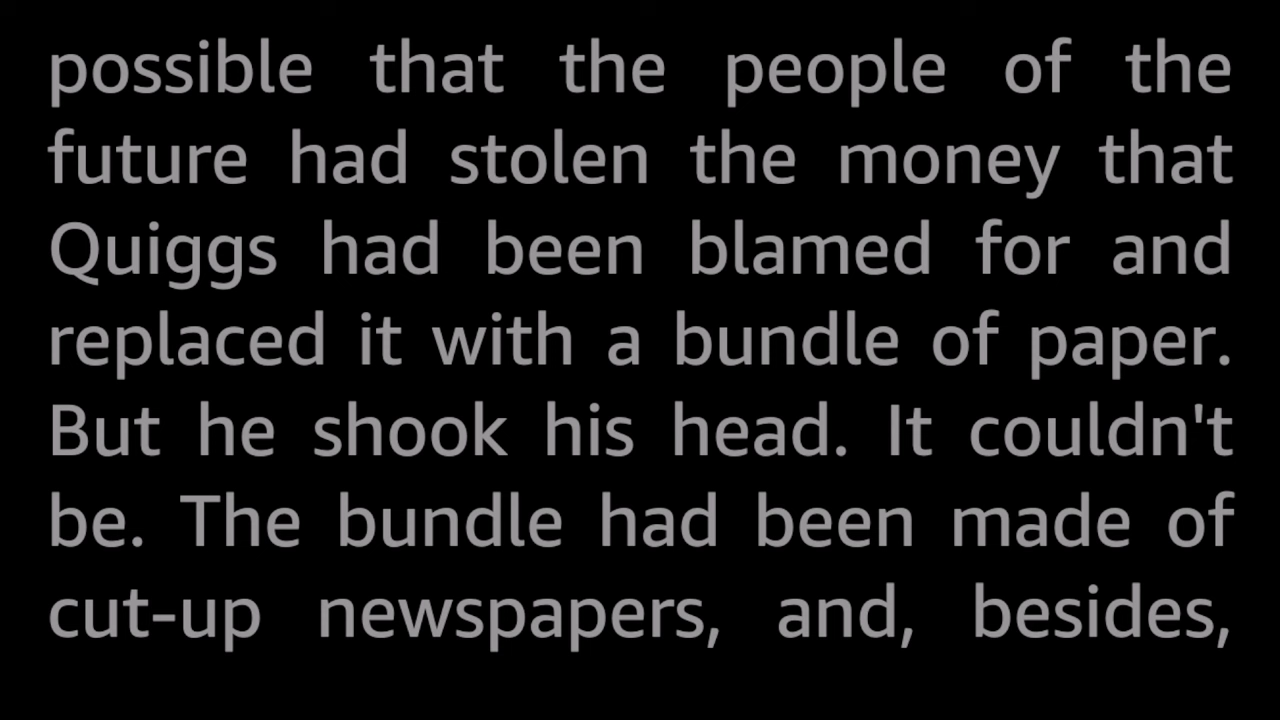 possible that the people of the
future had stolen the money that
Quiggs had been blamed for and
replaced it with a bundle of paper.
But he shook his head. It couldn't
be. The bundle had been made of
cut-up newspapers, and, besides,